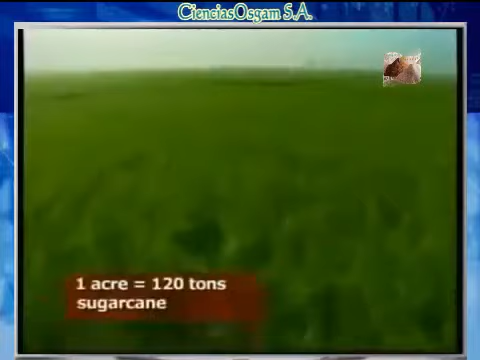 CienciasOsgam S.A.
1 acre = 120 tons
sugarcane